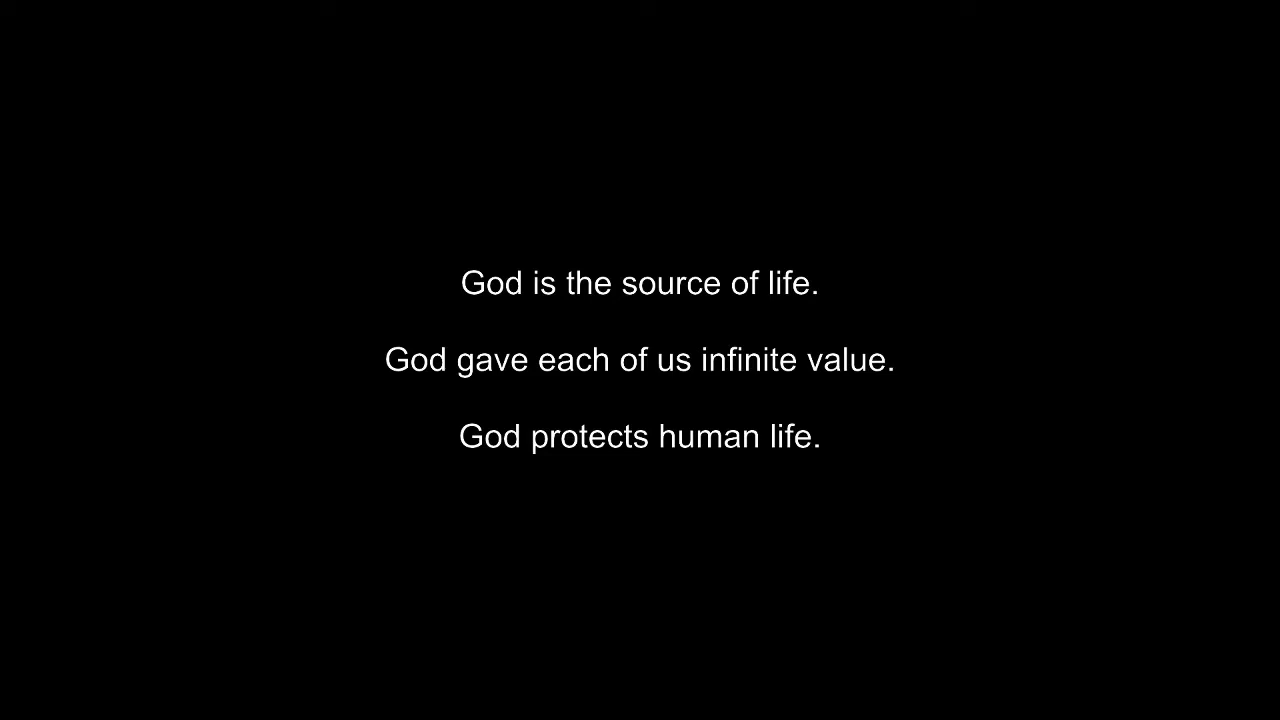 God is the source of life.
God gave each of us infinite value.
God protects human life.